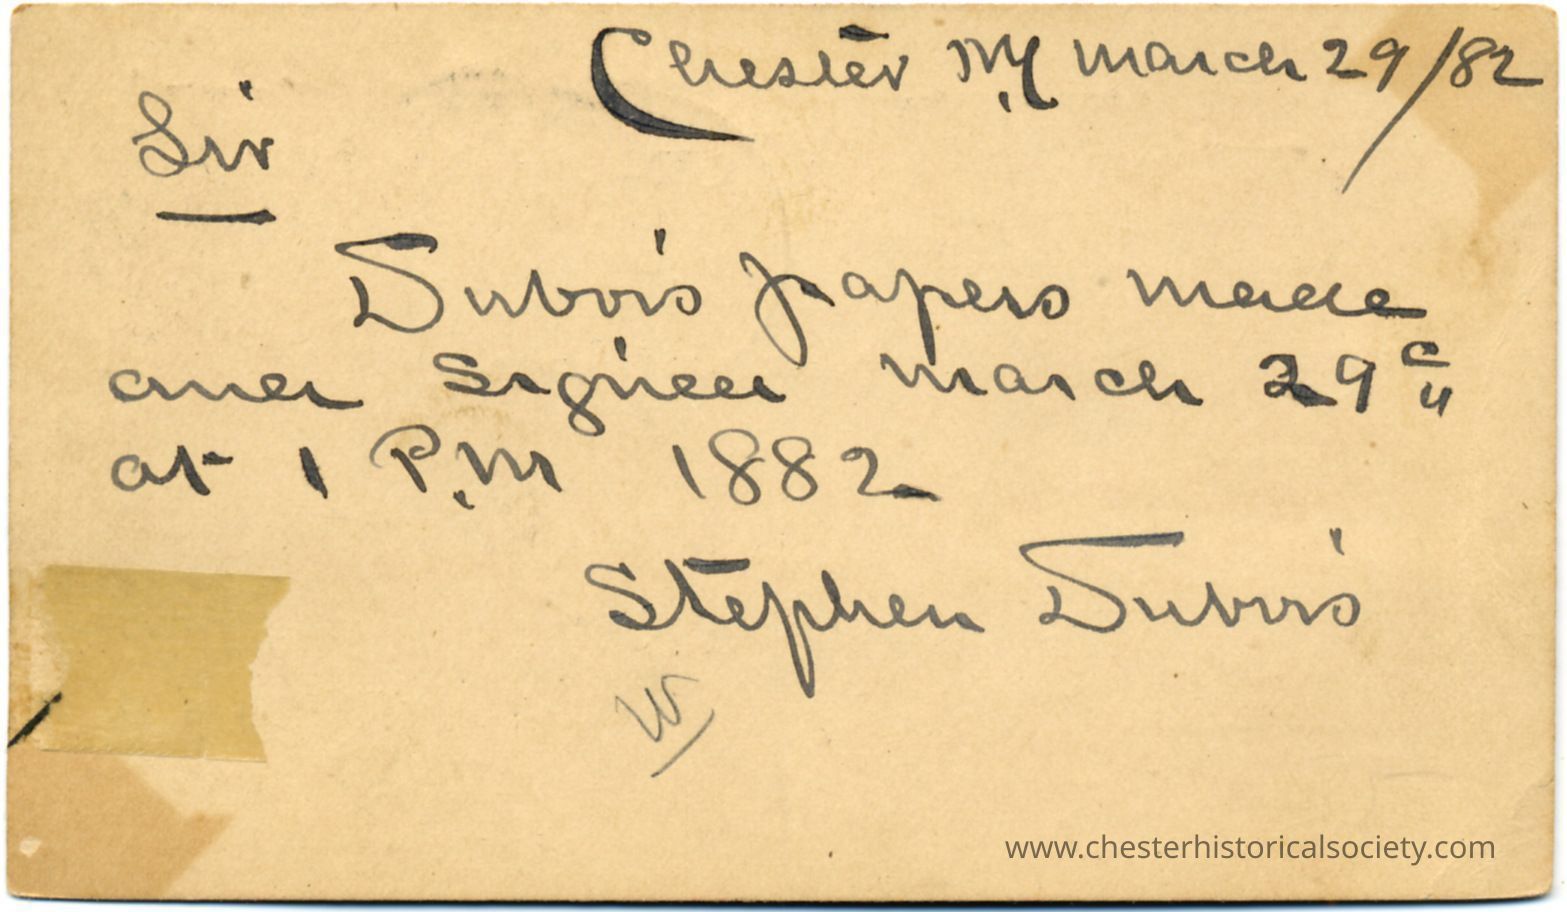 Chester N.Y March 29/82
Sir
Dubois papers made
and Signed March 29th
at 1 P.M 1882
Stephen Dubois
W
www.chesterhistoricalsociety.com